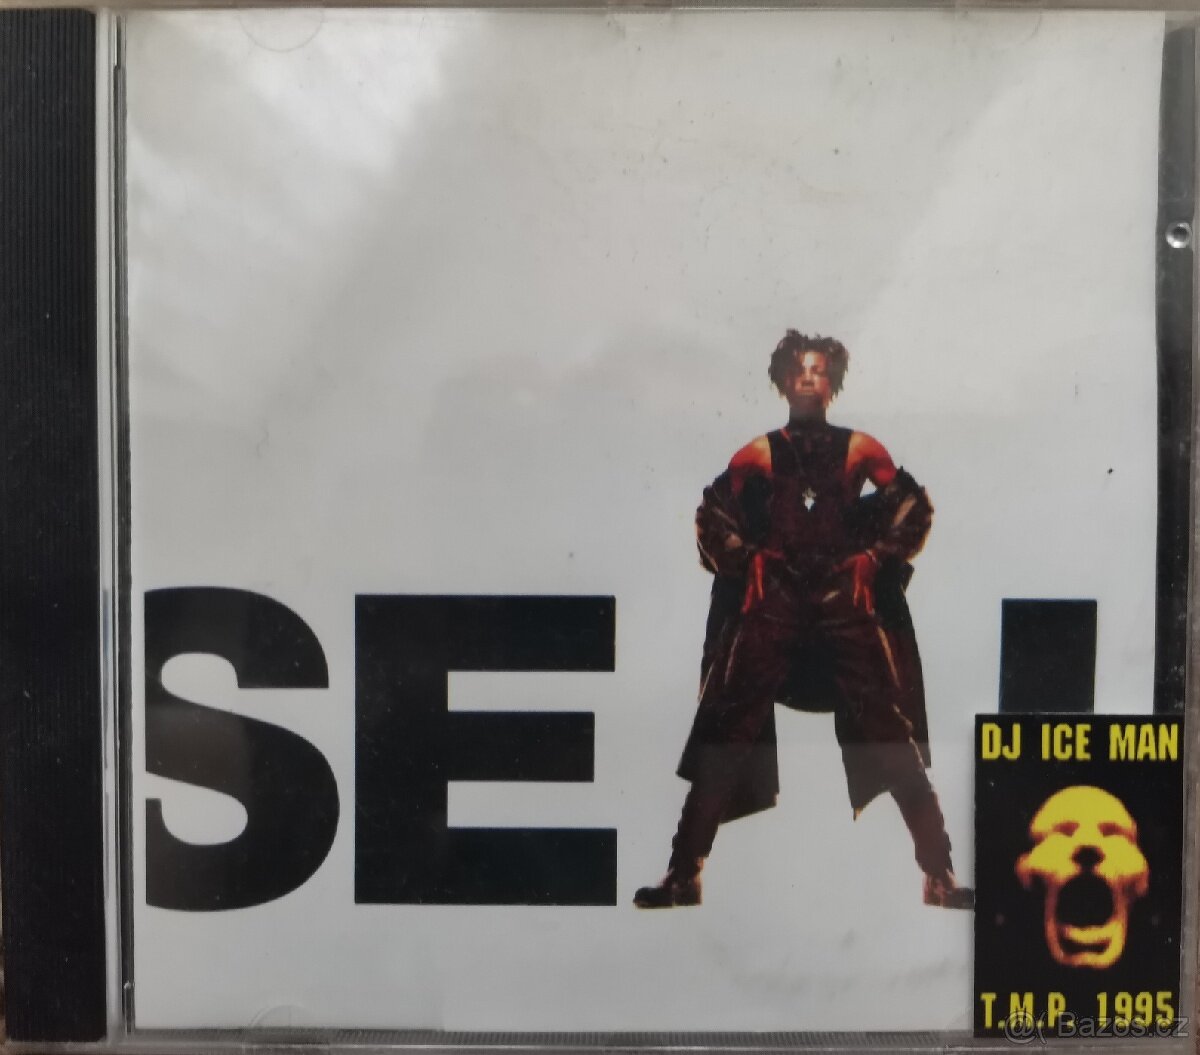 SEAL
DJ ICE MAN
T.M.P. 1995
Bazos.cz